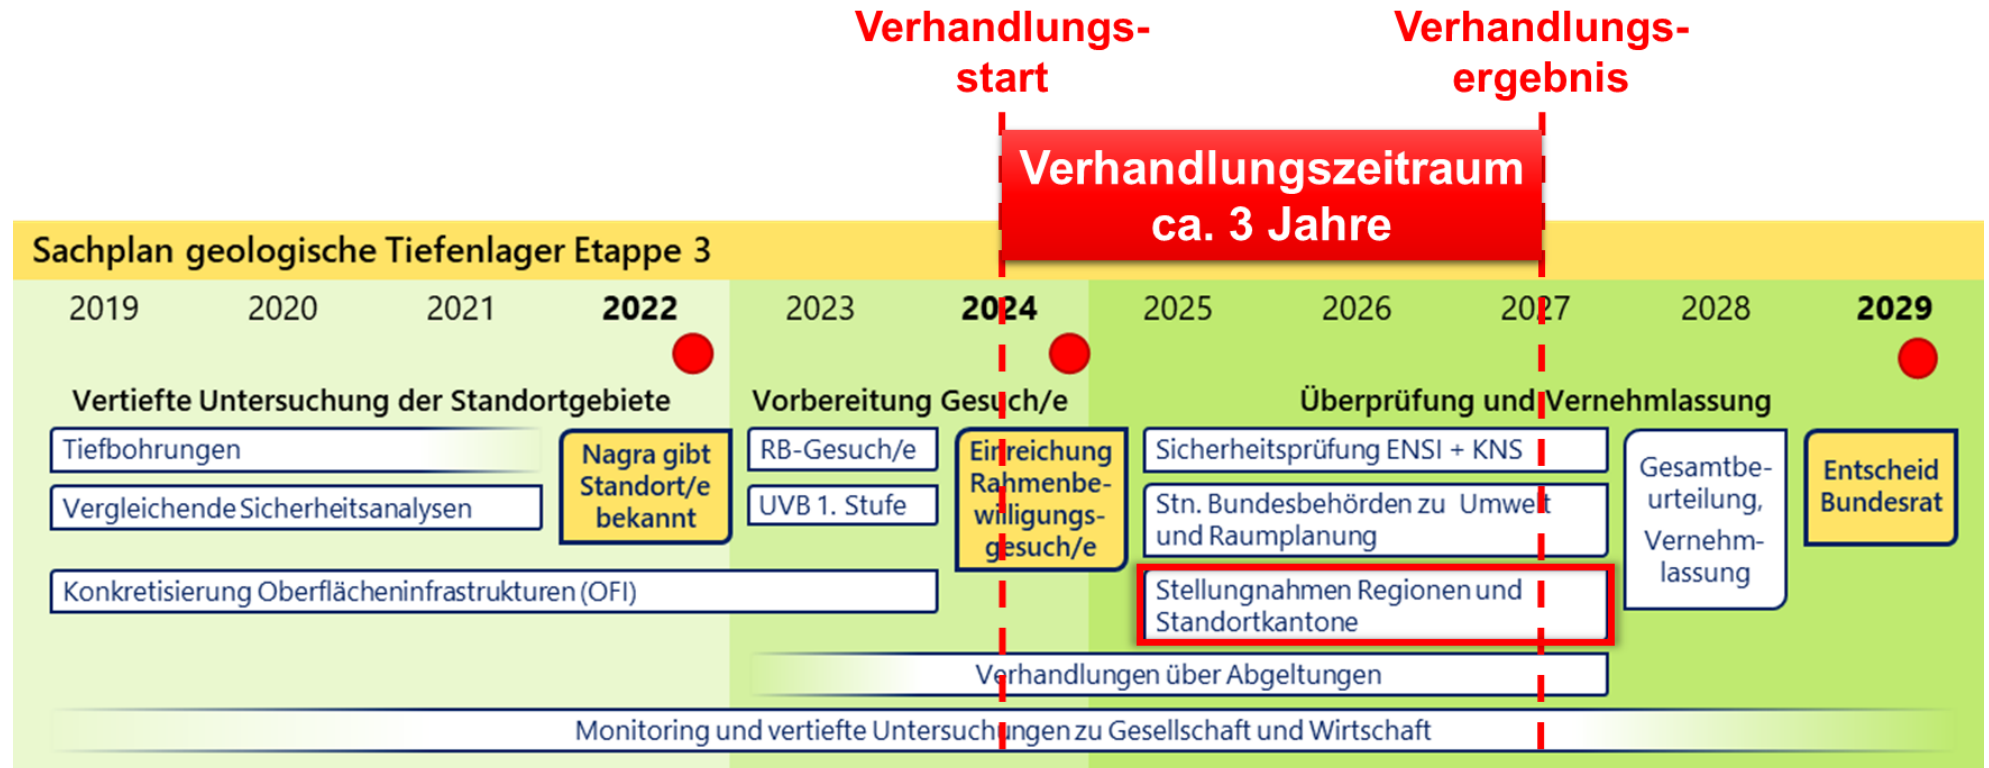 Verhandlungs-
start
Verhandlungs-
ergebnis
Verhandlungszeitraum
ca. 3 Jahre
Sachplan geologische Tiefenlager Etappe 3
2019 2020 2021 2022 2023 2024 2025 2026 2027 2028 2029
Vertiefte Untersuchung der Standortgebiete
Tiefbohrungen
Vergleichende Sicherheitsanalysen
Nagra gibt
Standort/e
bekannt
Konkretisierung Oberflächeninfrastrukturen (OFI)
Vorbereitung Gesuch/e
RB-Gesuch/e
UVB 1. Stufe
Einreichung
Rahmenbe-
willigungs-
gesuch/e
Überprüfung und Vernehmlassung
Sicherheitsprüfung ENSI + KNS
Stn. Bundesbehörden zu Umwelt
und Raumplanung
Stellungnahmen Regionen und
Standortkantone
Gesamtbe-
urteilung,
Vernehm-
lassung
Entscheid
Bundesrat
Verhandlungen über Abgeltungen
Monitoring und vertiefte Untersuchungen zu Gesellschaft und Wirtschaft